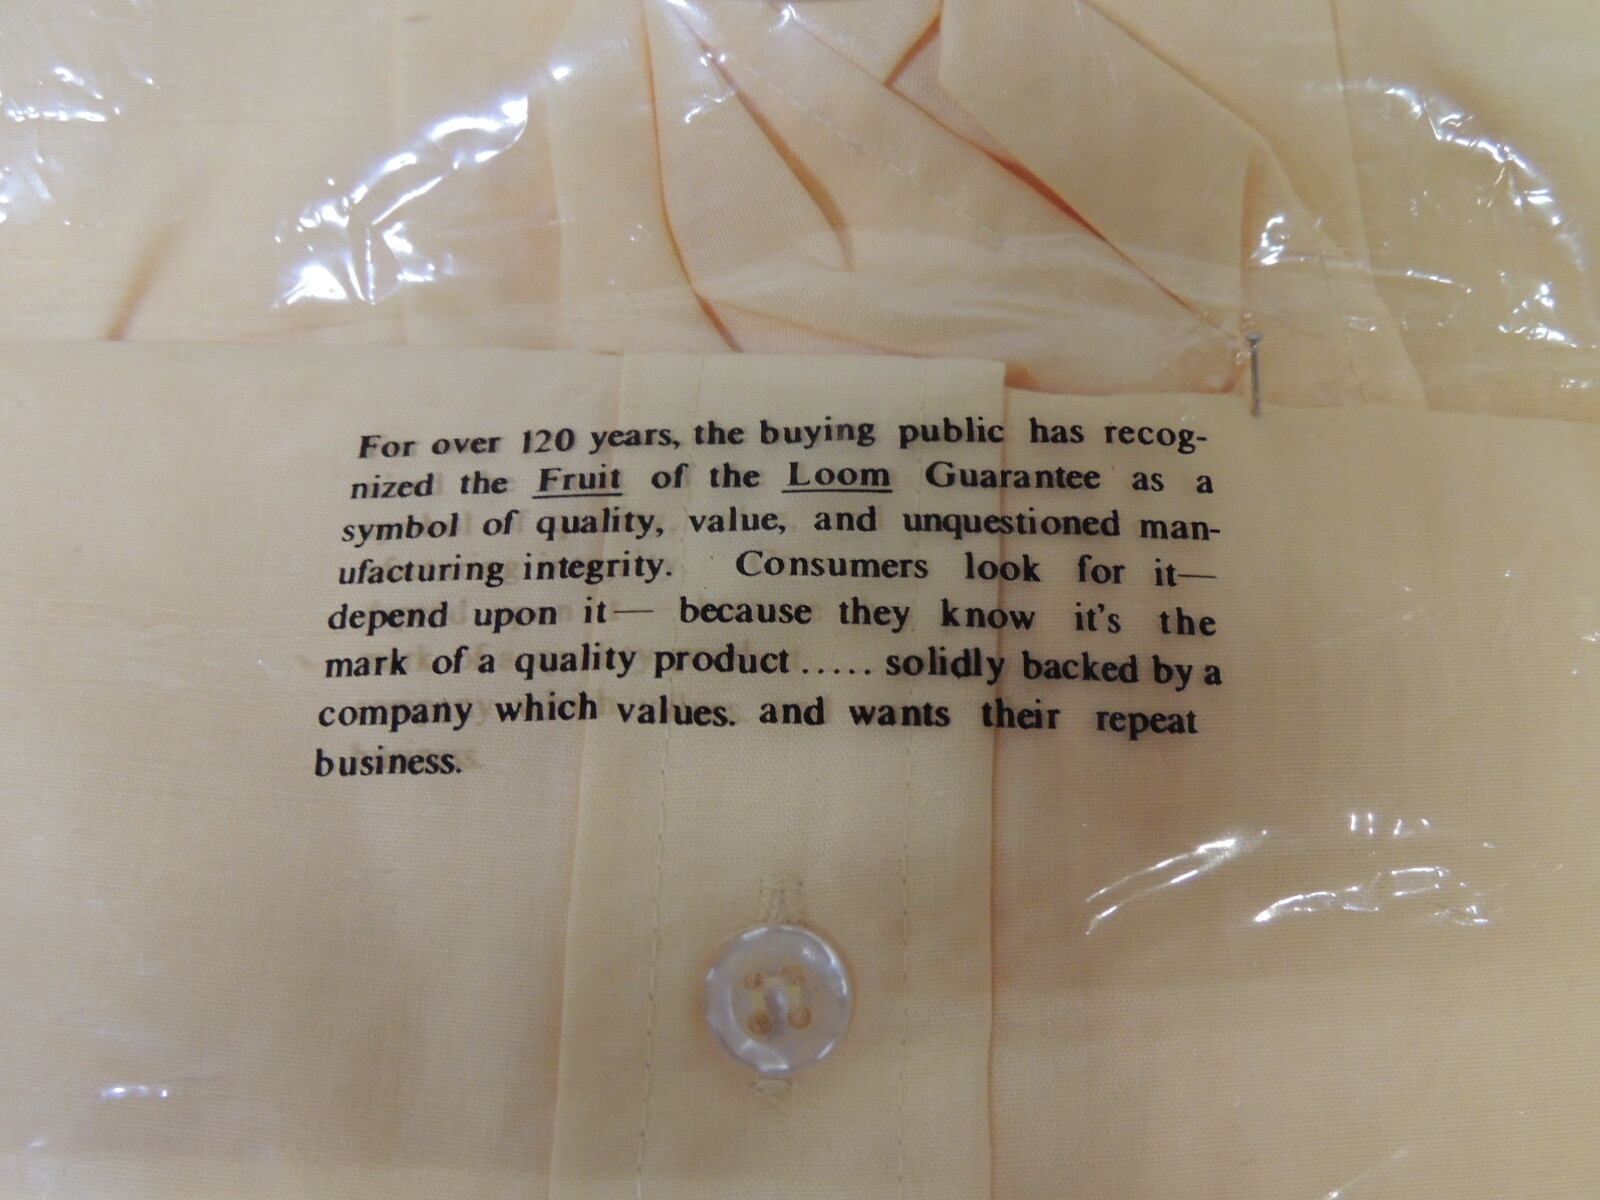 For over 120 years, the buying public has recog-
nized the Fruit of the Loom Guarantee as a
symbol of quality, value, and unquestioned man-
ufacturing integrity. Consumers look for it—
depend upon it— because they know it's the
mark of a quality product ..... solidly backed by a
company which values. and wants their repeat
business.